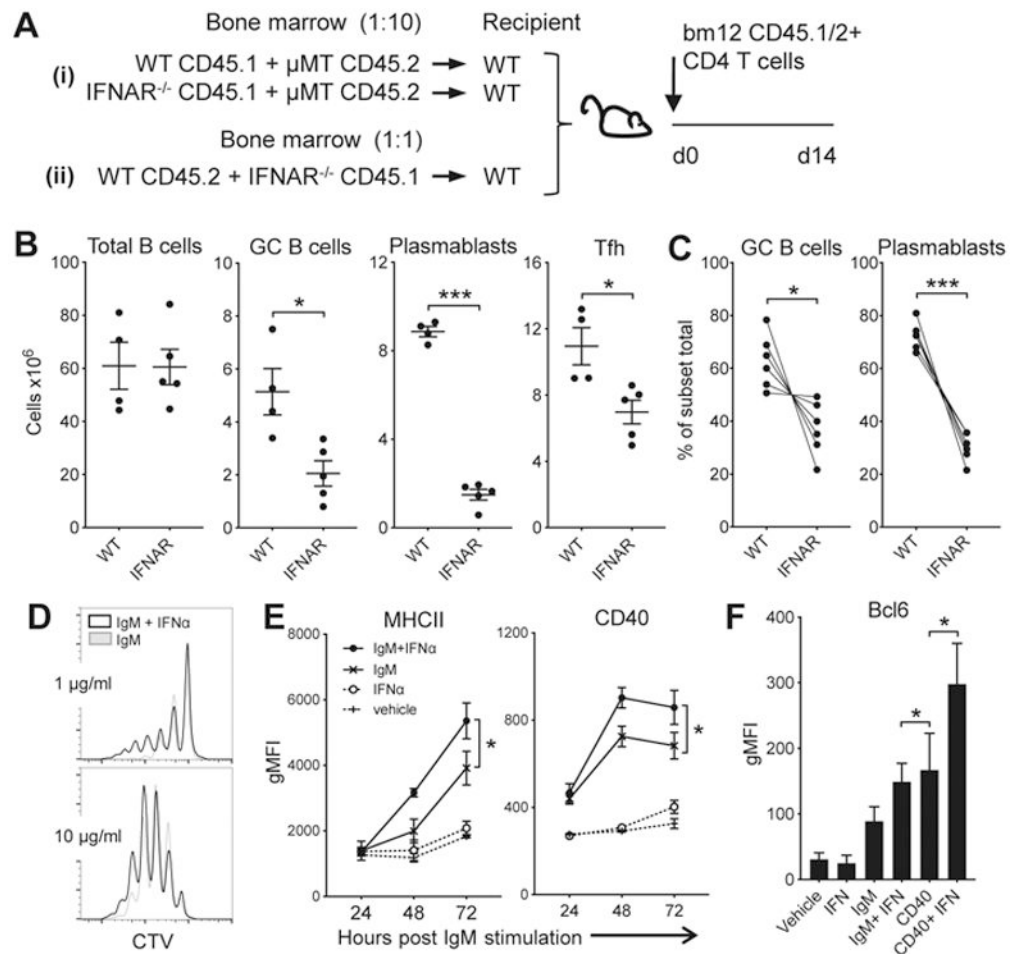 A
Bone marrow (1:10)
Recipient
(i)
WT CD45.1 + µMT CD45.2
WT
IFNAR-/- CD45.1 + µMT CD45.2
WT
Bone marrow (1:1)
(ii)
WT CD45.2 + IFNAR-/- CD45.1
WT
bm12 CD45.1/2+
CD4 T cells
d0
d14
B
Total B cells
GC B cells
Plasmablasts
Tfh
Cells x10⁶
100
80
60
40
20
0
WT
IFNAR
10
8
6
4
2
0
WT
IFNAR
12
8
4
0
***
WT
IFNAR
16
12
8
4
0
*
WT
IFNAR
*
C
GC B cells
Plasmablasts
% of subset total
100
80
60
40
20
0
*
WT
IFNAR
100
80
60
40
20
0
***
WT
IFNAR
D
IgM + IFNα
IgM
1 µg/ml
10 µg/ml
CTV
E
MHCII
CD40
gMFI
8000
6000
4000
2000
0
IgM+IFNα
IgM
IFNα
vehicle
*
24
48
72
1200
800
400
0
*
24
48
72
Hours post IgM stimulation
F
Bcl6
gMFI
400
300
200
100
0
*
*
Vehicle
IFN
IgM
IgM+ IFN
CD40
CD40+ IFN